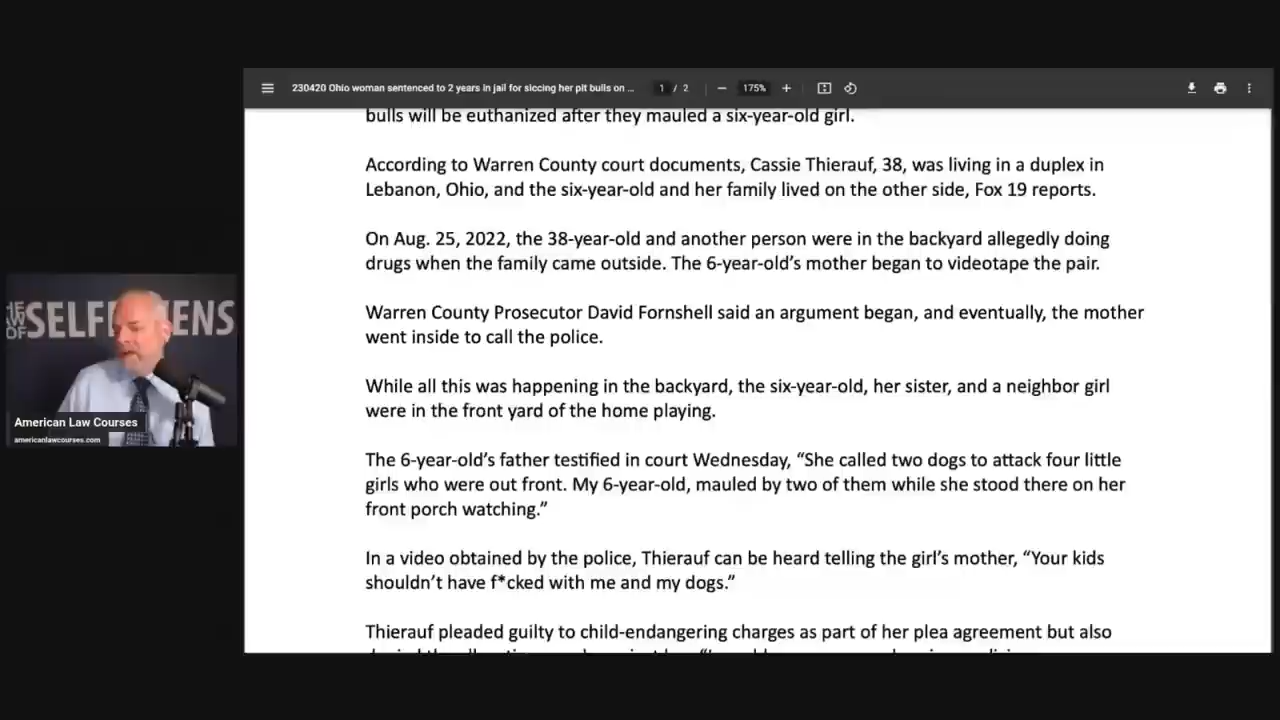 230420 Ohio woman sentenced to 2 years in jail for siccing her pit bulls on ...
1 / 2
175%
bulls will be euthanized after they mauled a six-year-old girl.
According to Warren County court documents, Cassie Thierauf, 38, was living in a duplex in
Lebanon, Ohio, and the six-year-old and her family lived on the other side, Fox 19 reports.
On Aug. 25, 2022, the 38-year-old and another person were in the backyard allegedly doing
drugs when the family came outside. The 6-year-old’s mother began to videotape the pair.
Warren County Prosecutor David Fornshell said an argument began, and eventually, the mother
went inside to call the police.
While all this was happening in the backyard, the six-year-old, her sister, and a neighbor girl
were in the front yard of the home playing.
The 6-year-old’s father testified in court Wednesday, “She called two dogs to attack four little
girls who were out front. My 6-year-old, mauled by two of them while she stood there on her
front porch watching.”
In a video obtained by the police, Thierauf can be heard telling the girl’s mother, “Your kids
shouldn’t have f*cked with me and my dogs.”
Thierauf pleaded guilty to child-endangering charges as part of her plea agreement but also
OF SELF
American Law Courses
americanlawcourses.com